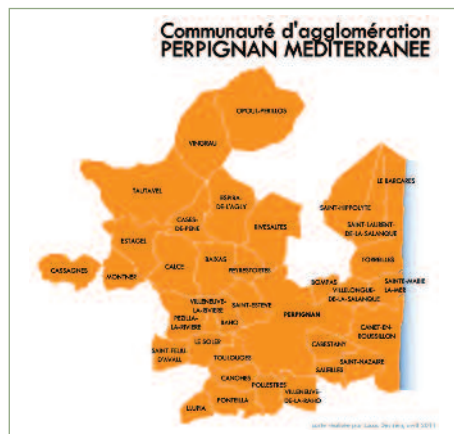 Communauté d'agglomération
PERPIGNAN MEDITERRANEE
OPOUL-PERILLOS
VINGRAU
LE BARCARES
TAUTAVEL
ESPIRA-
DE-L'AGLY
SAINT-HIPPOLYTE
CASES-
DE-PENE
RIVESALTES
SAINT-LAURENT-
DE-LA-SALANQUE
ESTAGEL
TORREILLES
BAIXAS
CASSAGNES
CALCE
PEYRESTORTES
MONTNER
BOMPAS
SAINTE-MARIE
LA-MER
VILLELONGUE-
DE-LA-SALANQUE
VILLENEUVE-
LA-RIVIERE
SAINT-ESTEVE
PERPIGNAN
PEZILLA-
LA-RIVIERE
BAHO
CANET-EN-
ROUSSILLON
LE SOLER
CABESTANY
SAINT-FELIU-
D'AVALL
TOULOUGES
SAINT-NAZAIRE
SALEILLES
CANOHES
POLLESTRES
VILLENEUVE-
DE-LA-RAHO
PONTEILLA
LLUPIA